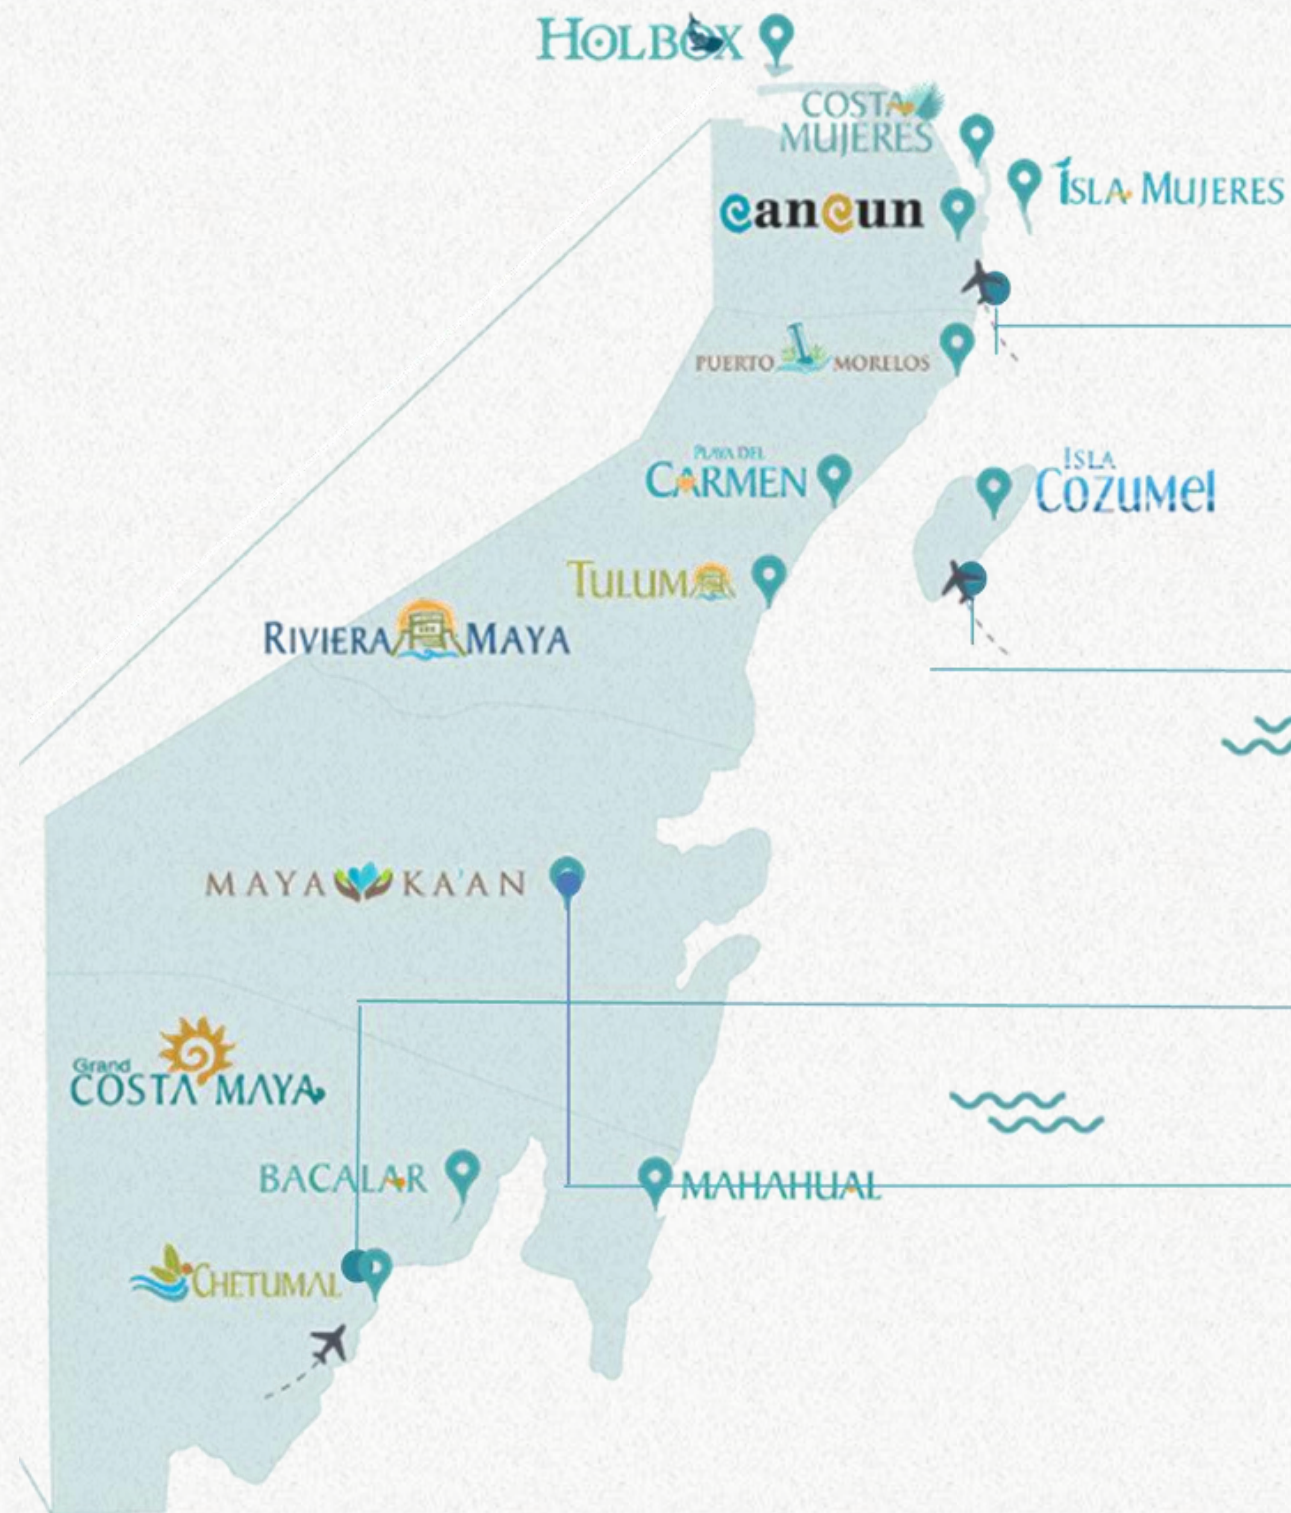 HOLBOX
COSTA
MUJERES
ISLA MUJERES
cancun
PUERTO MORELOS
PLAYA DEL
CARMEN
ISLA
COZUMEl
TULUM
RIVIERA MAYA
MAYA KA'AN
Grand
COSTA MAYA
BACALAR
MAHAHUAL
CHETUMAL